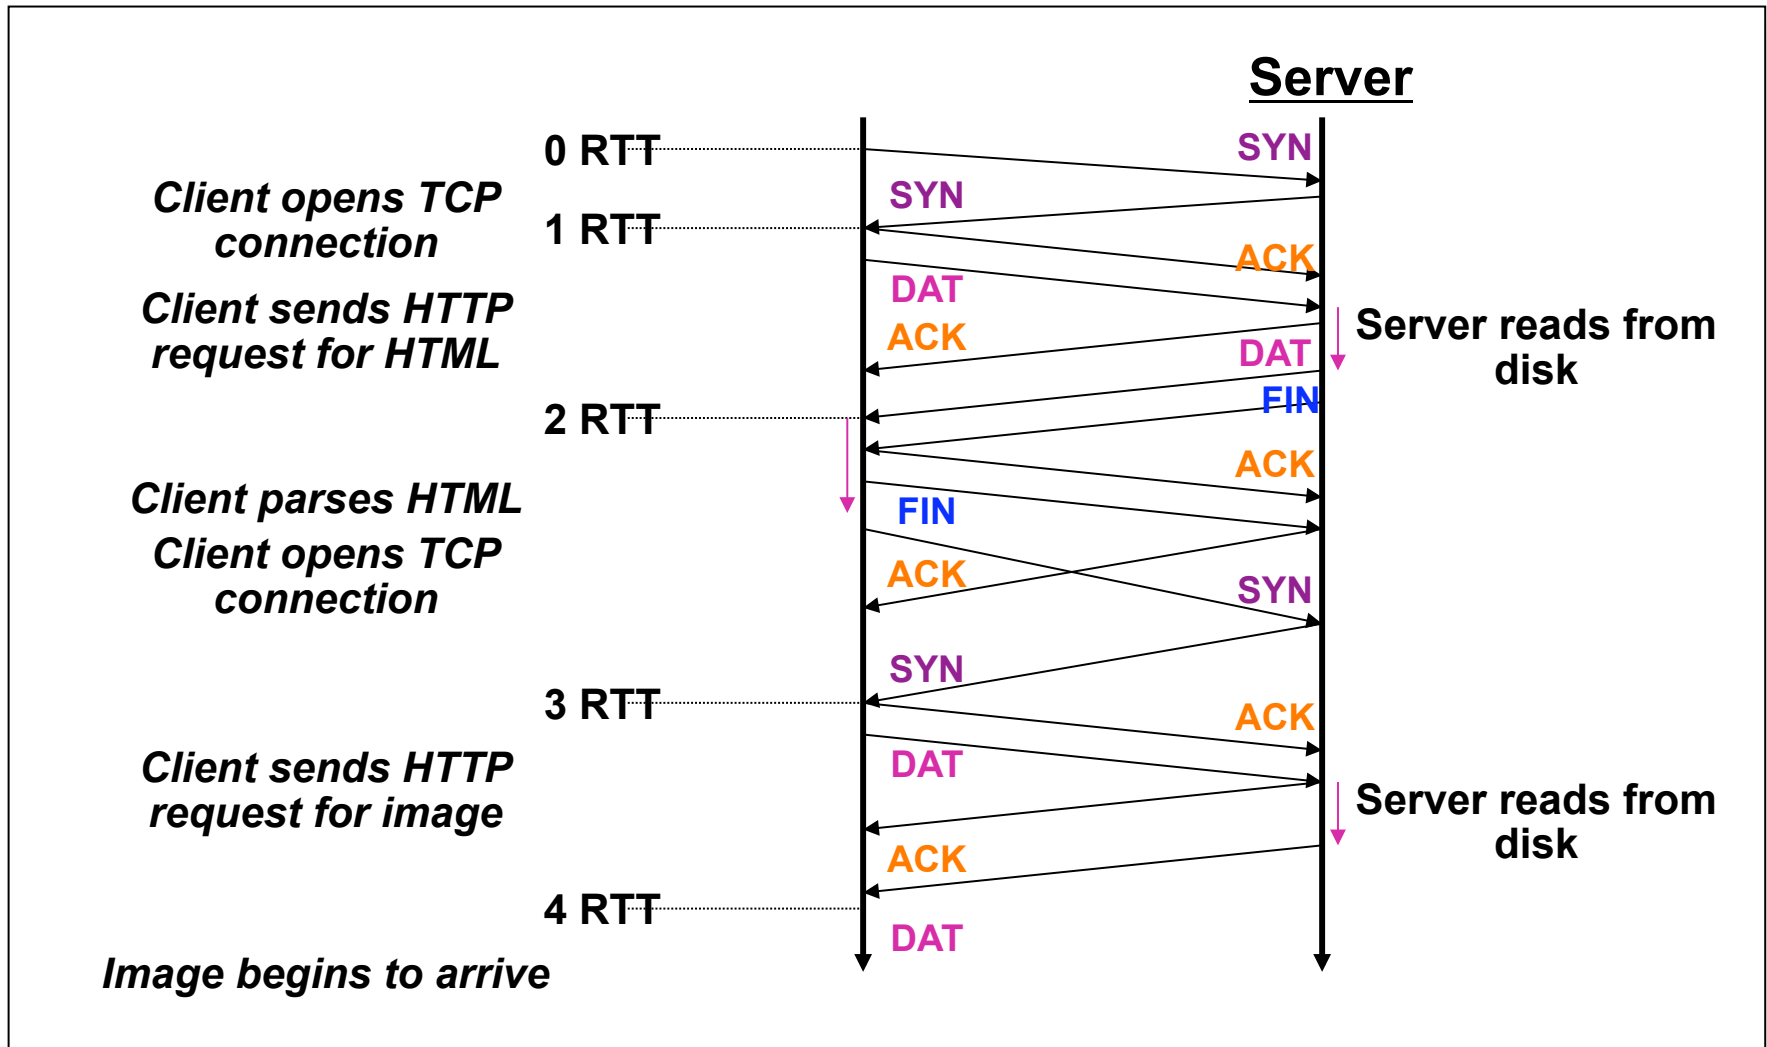 Server
0 RTT
SYN
Client opens TCP
connection
SYN
1 RTT
ACK
DAT
Client sends HTTP
request for HTML
ACK
DAT
Server reads from
disk
FIN
2 RTT
ACK
Client parses HTML
FIN
Client opens TCP
connection
ACK
SYN
SYN
3 RTT
ACK
DAT
Client sends HTTP
request for image
Server reads from
disk
ACK
4 RTT
DAT
Image begins to arrive